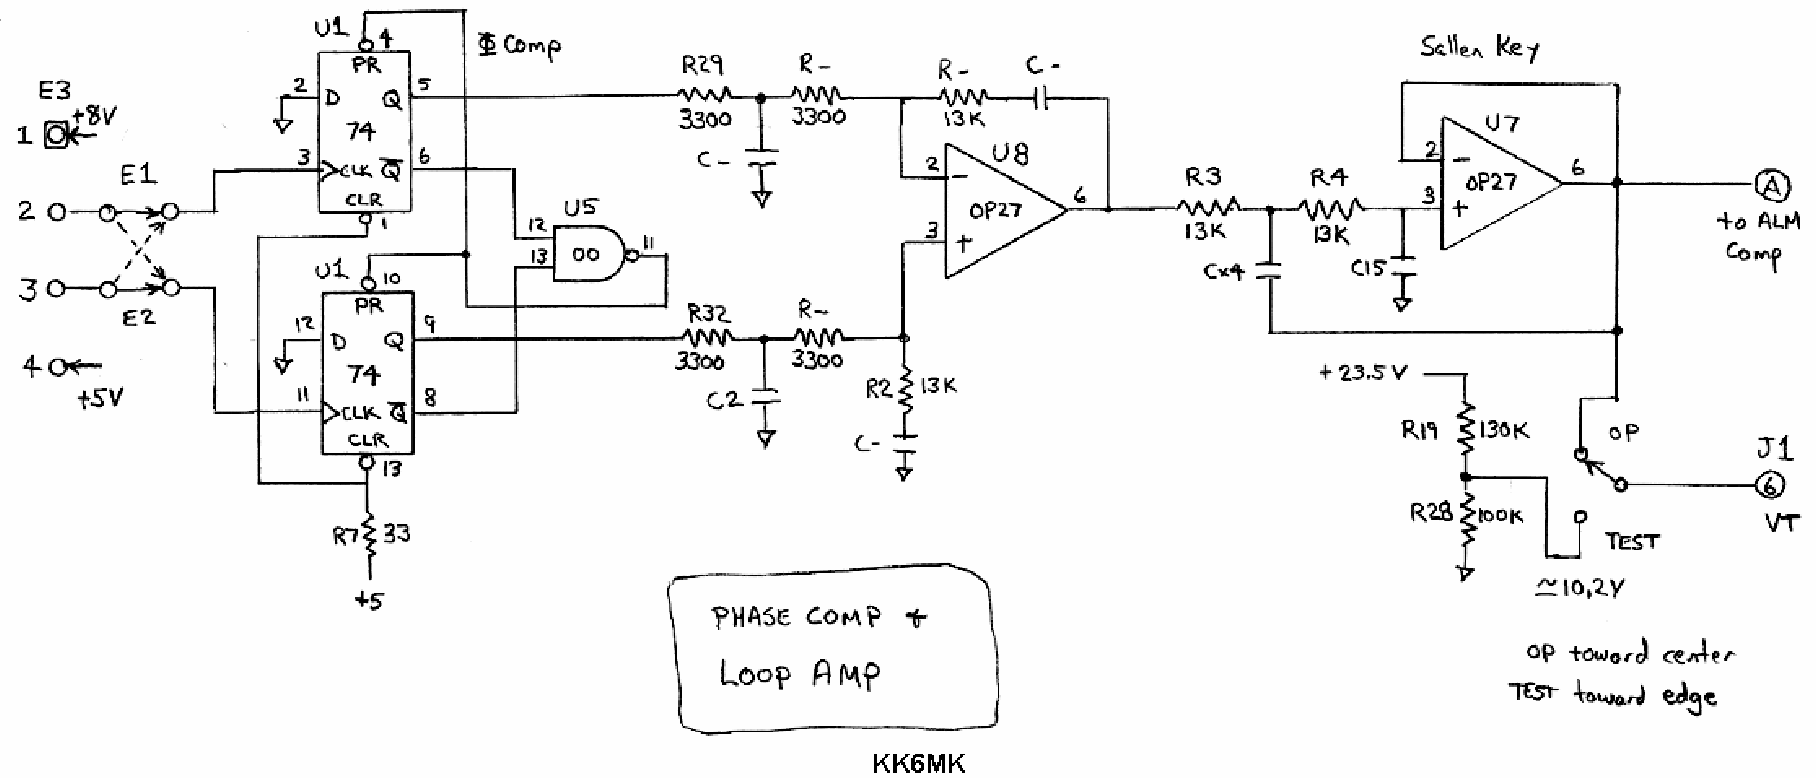 U1
4
Φ Comp
PR
E3
+8V
1
2
D
Q
5
74
3
CLK
Q̅
6
CLR
1
E1
2
3
E2
4
+5V
U1
10
PR
12
D
Q
9
74
11
CLK
Q̅
8
CLR
13
R7
33
+5
U5
12
13
00
11
R29
3300
C-
R-
3300
R-
13K
C-
U8
2
-
OP27
6
3
+
R32
3300
C2
R-
3300
R2
13K
C-
R3
13K
R4
13K
Cx4
C15
Sallen Key
U7
2
-
OP27
6
3
+
A
to ALM
Comp
+23.5V
R19
130K
R28
100K
OP
TEST
≃10,2V
J1
6
VT
OP toward center
TEST toward edge
PHASE COMP +
LOOP AMP
KK6MK